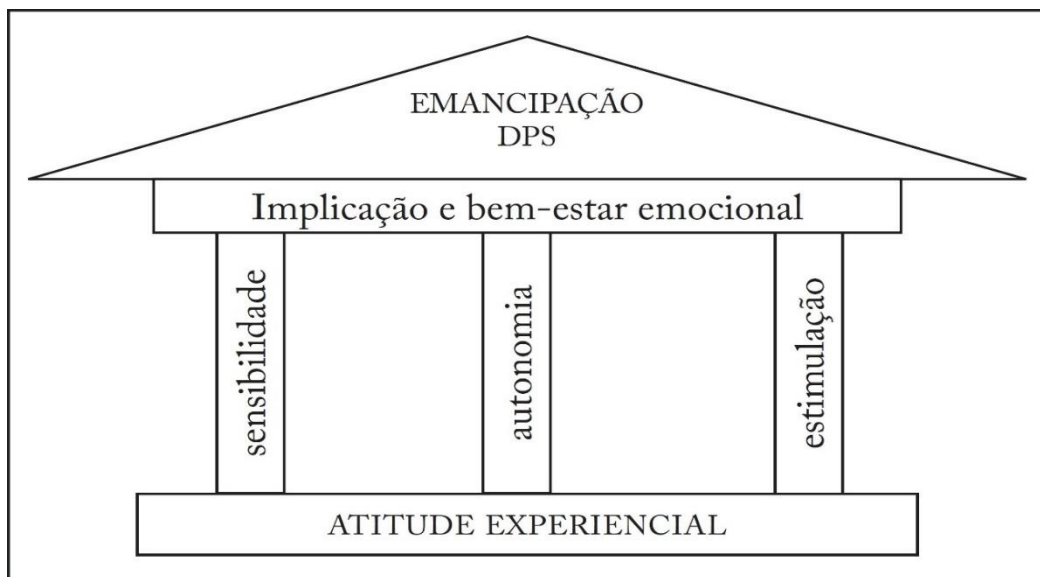 EMANCIPAÇÃO
DPS
Implicação e bem-estar emocional
sensibilidade
autonomia
estimulação
ATITUDE EXPERIENCIAL